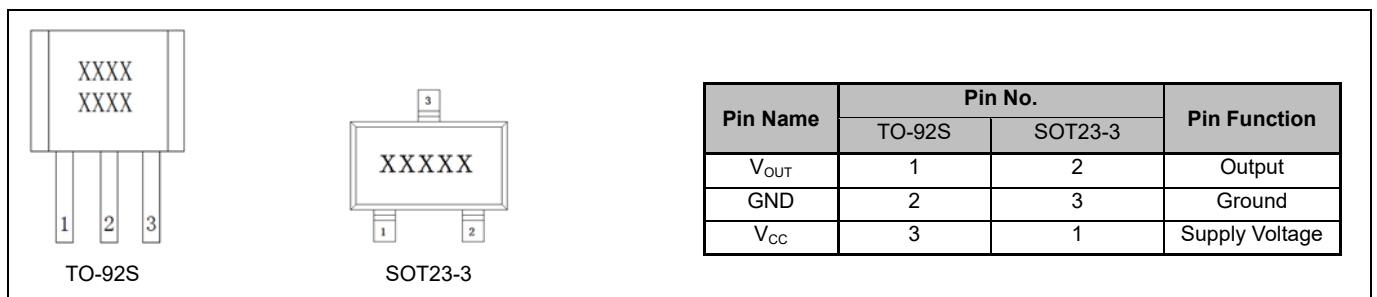 XXXX
XXXX
1 2 3
TO-92S
3
XXXXX
1 2
SOT23-3
Pin Name Pin No. Pin Function
TO-92S SOT23-3
VOUT 1 2 Output
GND 2 3 Ground
VCC 3 1 Supply Voltage